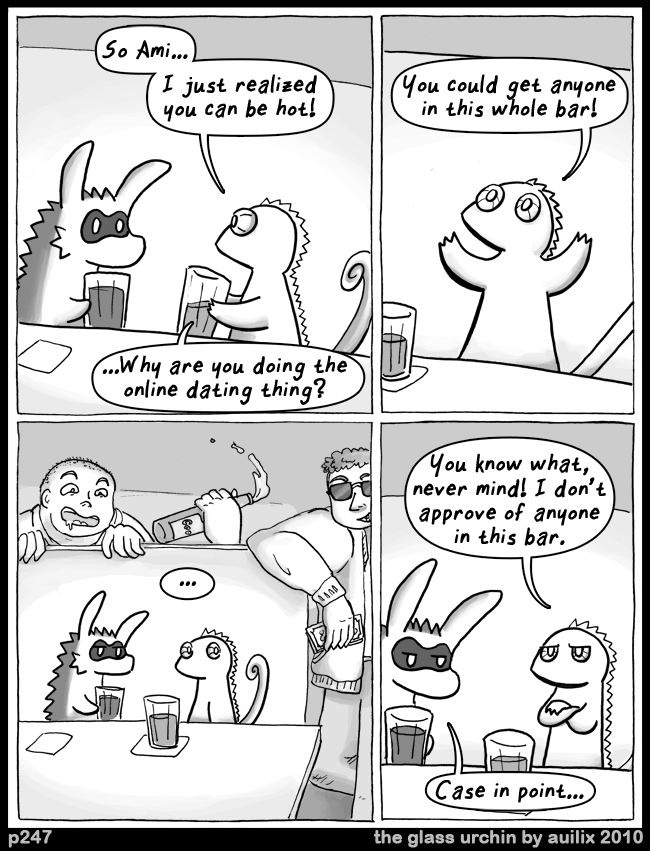 So Ami...
I just realized
you can be hot!
...Why are you doing the
online dating thing?
You could get anyone
in this whole bar!
...
You know what,
never mind! I don't
approve of anyone
in this bar.
Case in point...
p247
the glass urchin by auilix 2010